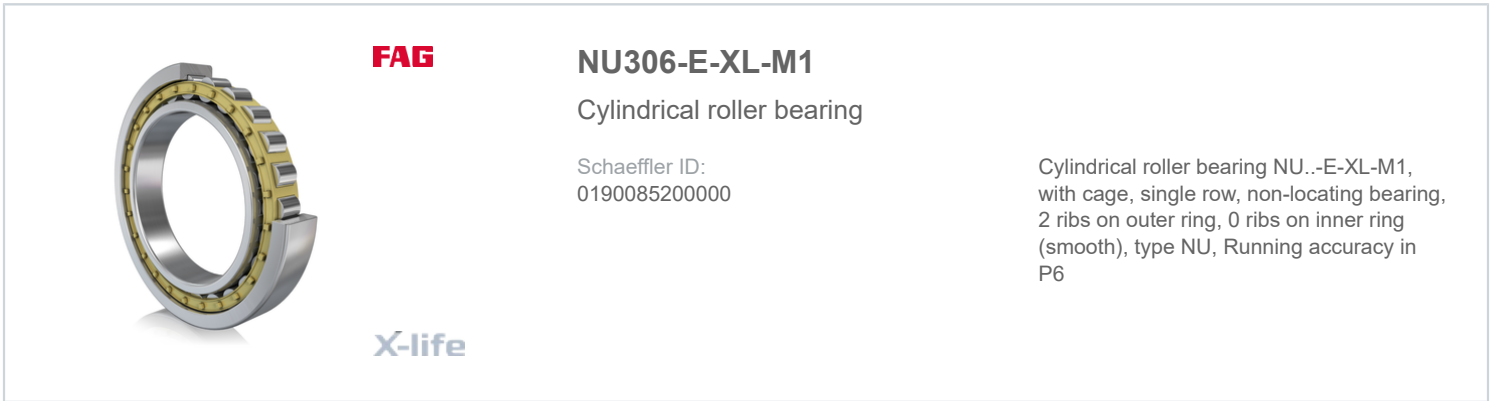 FAG
NU306-E-XL-M1
Cylindrical roller bearing
Schaeffler ID:
0190085200000
Cylindrical roller bearing NU..-E-XL-M1,
with cage, single row, non-locating bearing,
2 ribs on outer ring, 0 ribs on inner ring
(smooth), type NU, Running accuracy in
P6
X-life